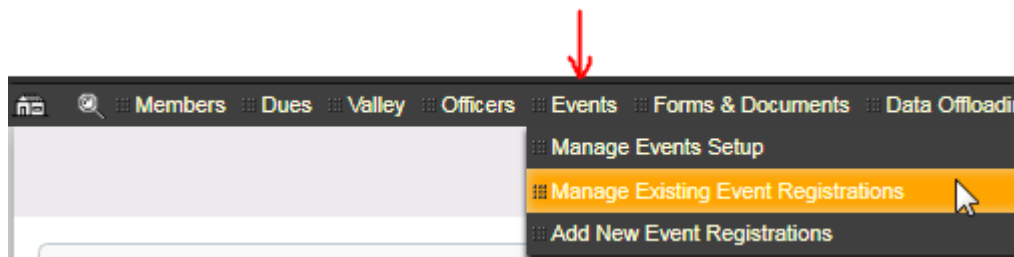 Members Dues Valley Officers Events Forms & Documents Data Offloadi
Manage Events Setup
Manage Existing Event Registrations
Add New Event Registrations